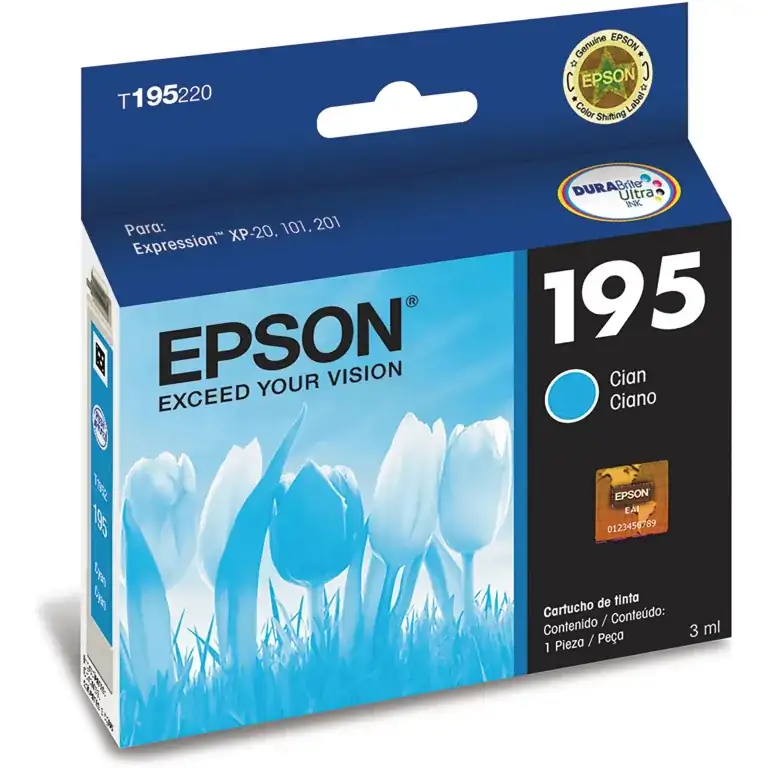 T195220
Genuine EPSON
EPSON
Color Shifting Label
DURABrite
Ultra
INK
Para:
Expression™ XP-20, 101, 201
EPSON®
EXCEED YOUR VISION
195
Cian
Ciano
EPSON
EAI
0123456789
Cartucho de tinta
Contenido / Conteúdo:
1 Pieza / Peça
3 ml
195